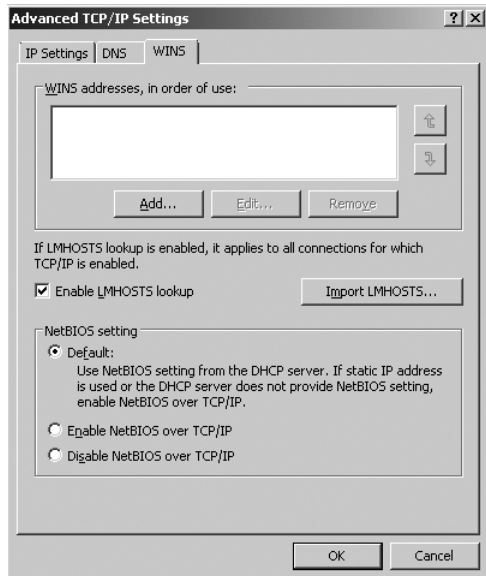 Advanced TCP/IP Settings
? X
IP Settings DNS WINS
WINS addresses, in order of use:
Add... Edit... Remove
If LMHOSTS lookup is enabled, it applies to all connections for which
TCP/IP is enabled.
Enable LMHOSTS lookup Import LMHOSTS...
NetBIOS setting
Default:
Use NetBIOS setting from the DHCP server. If static IP address
is used or the DHCP server does not provide NetBIOS setting,
enable NetBIOS over TCP/IP.
Enable NetBIOS over TCP/IP
Disable NetBIOS over TCP/IP
OK Cancel